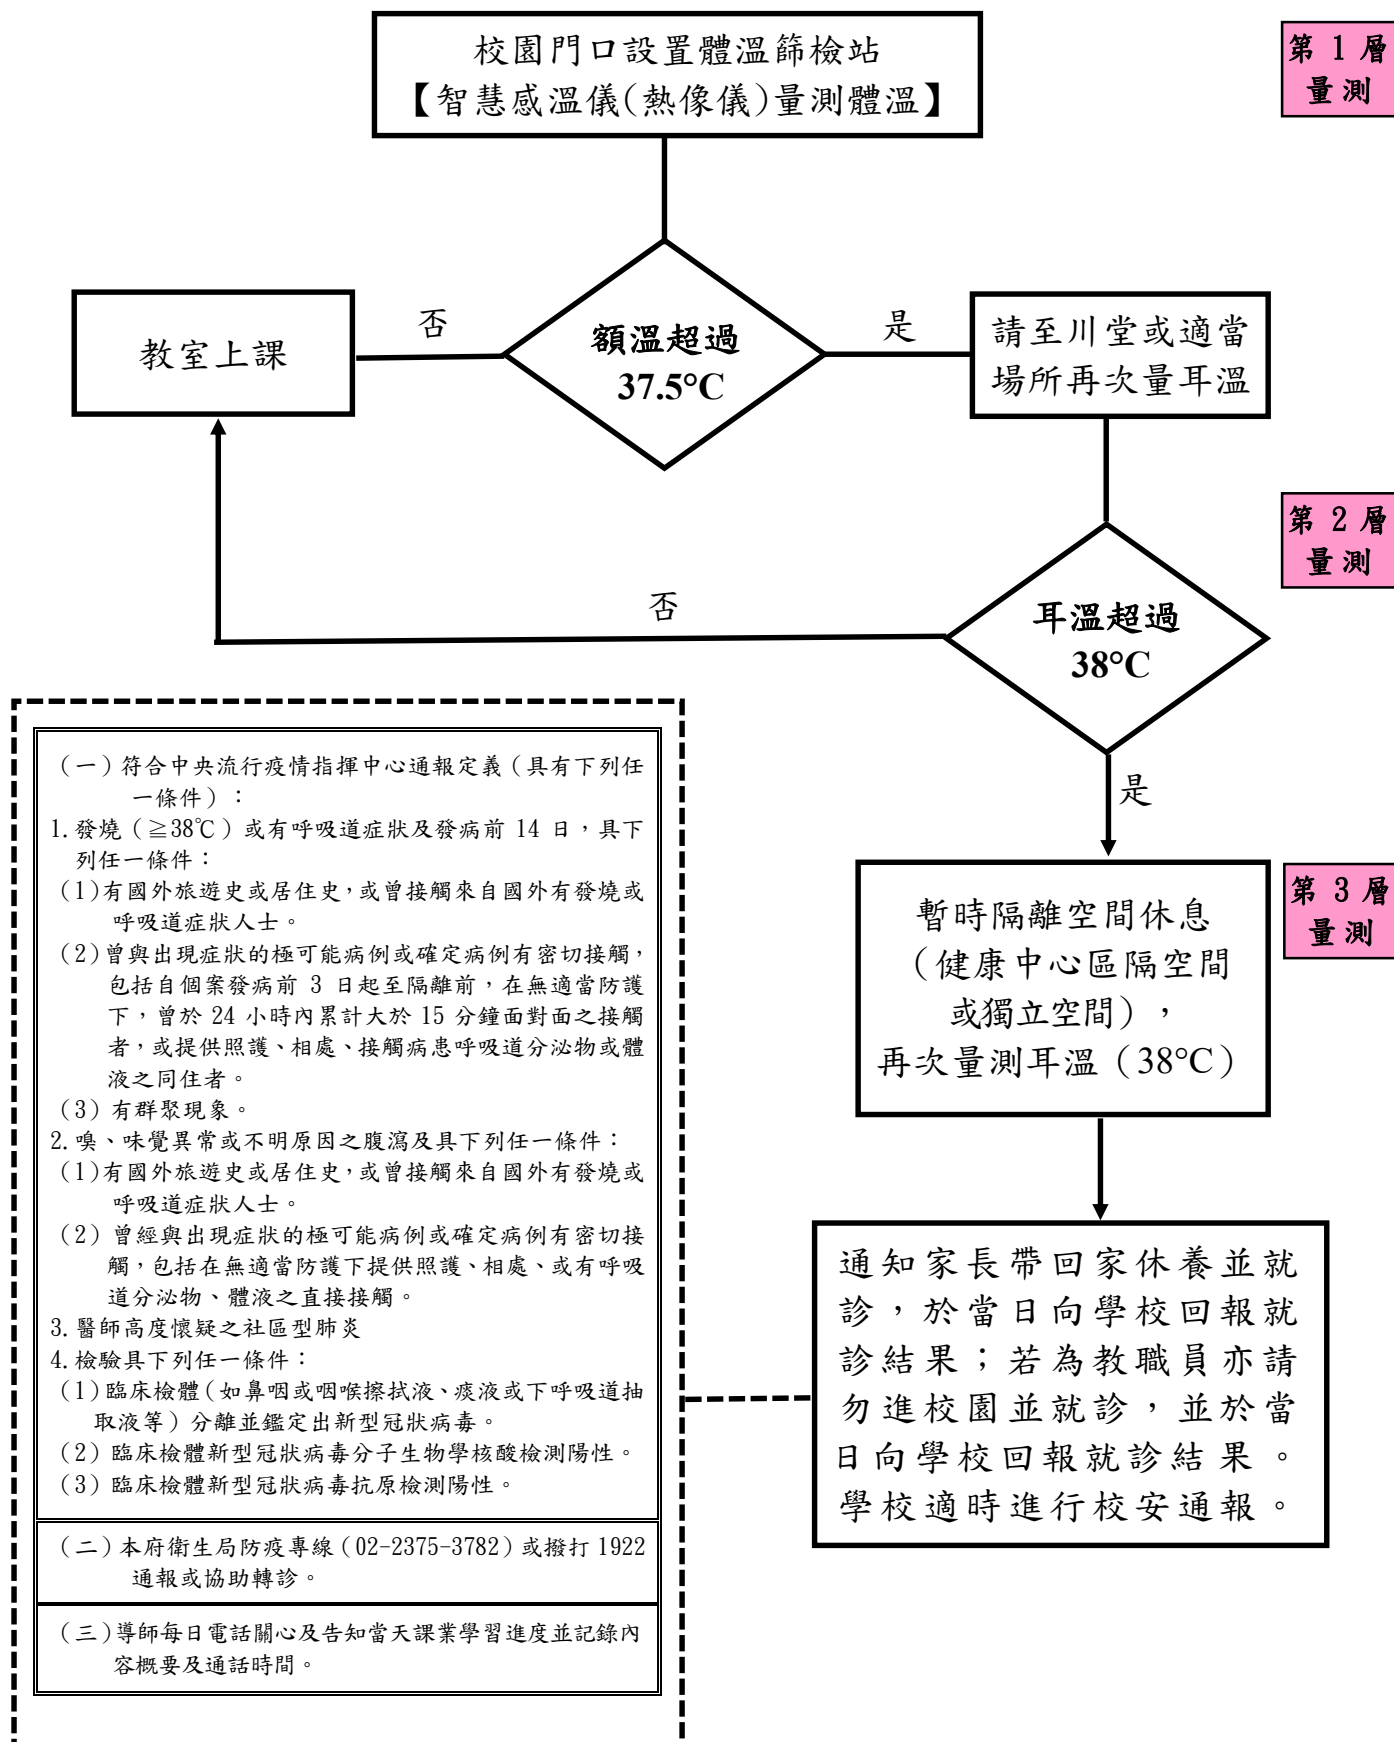 校園門口設置體溫篩檢站
【智慧感溫儀(熱像儀)量測體溫】
第 1 層
量測
否
額溫超過
37.5°C
是
教室上課
請至川堂或適當
場所再次量耳溫
第 2 層
量測
否
耳溫超過
38°C
是
暫時隔離空間休息
（健康中心區隔空間
或獨立空間），
再次量測耳溫（38°C）
第 3 層
量測
通知家長帶回家休養並就
診，於當日向學校回報就
診結果；若為教職員亦請
勿進校園並就診，並於當
日向學校回報就診結果。
學校適時進行校安通報。
（一）符合中央流行疫情指揮中心通報定義（具有下列任
一條件）：
1.發燒（≧38℃）或有呼吸道症狀及發病前 14 日，具下
列任一條件：
（1）有國外旅遊史或居住史，或曾接觸來自國外有發燒或
呼吸道症狀人士。
（2）曾與出現症狀的極可能病例或確定病例有密切接觸，
包括自個案發病前 3 日起至隔離前，在無適當防護
下，曾於 24 小時內累計大於 15 分鐘面對面之接觸
者，或提供照護、相處、接觸病患呼吸道分泌物或體
液之同住者。
（3）有群聚現象。
2.嗅、味覺異常或不明原因之腹瀉及具下列任一條件：
（1）有國外旅遊史或居住史，或曾接觸來自國外有發燒或
呼吸道症狀人士。
（2）曾經與出現症狀的極可能病例或確定病例有密切接
觸，包括在無適當防護下提供照護、相處、或有呼吸
道分泌物、體液之直接接觸。
3.醫師高度懷疑之社區型肺炎
4.檢驗具下列任一條件：
（1）臨床檢體（如鼻咽或咽喉擦拭液、痰液或下呼吸道抽
取液等）分離並鑑定出新型冠狀病毒。
（2）臨床檢體新型冠狀病毒分子生物學核酸檢測陽性。
（3）臨床檢體新型冠狀病毒抗原檢測陽性。
（二）本府衛生局防疫專線（02-2375-3782）或撥打 1922
通報或協助轉診。
（三）導師每日電話關心及告知當天課業學習進度並記錄內
容概要及通話時間。